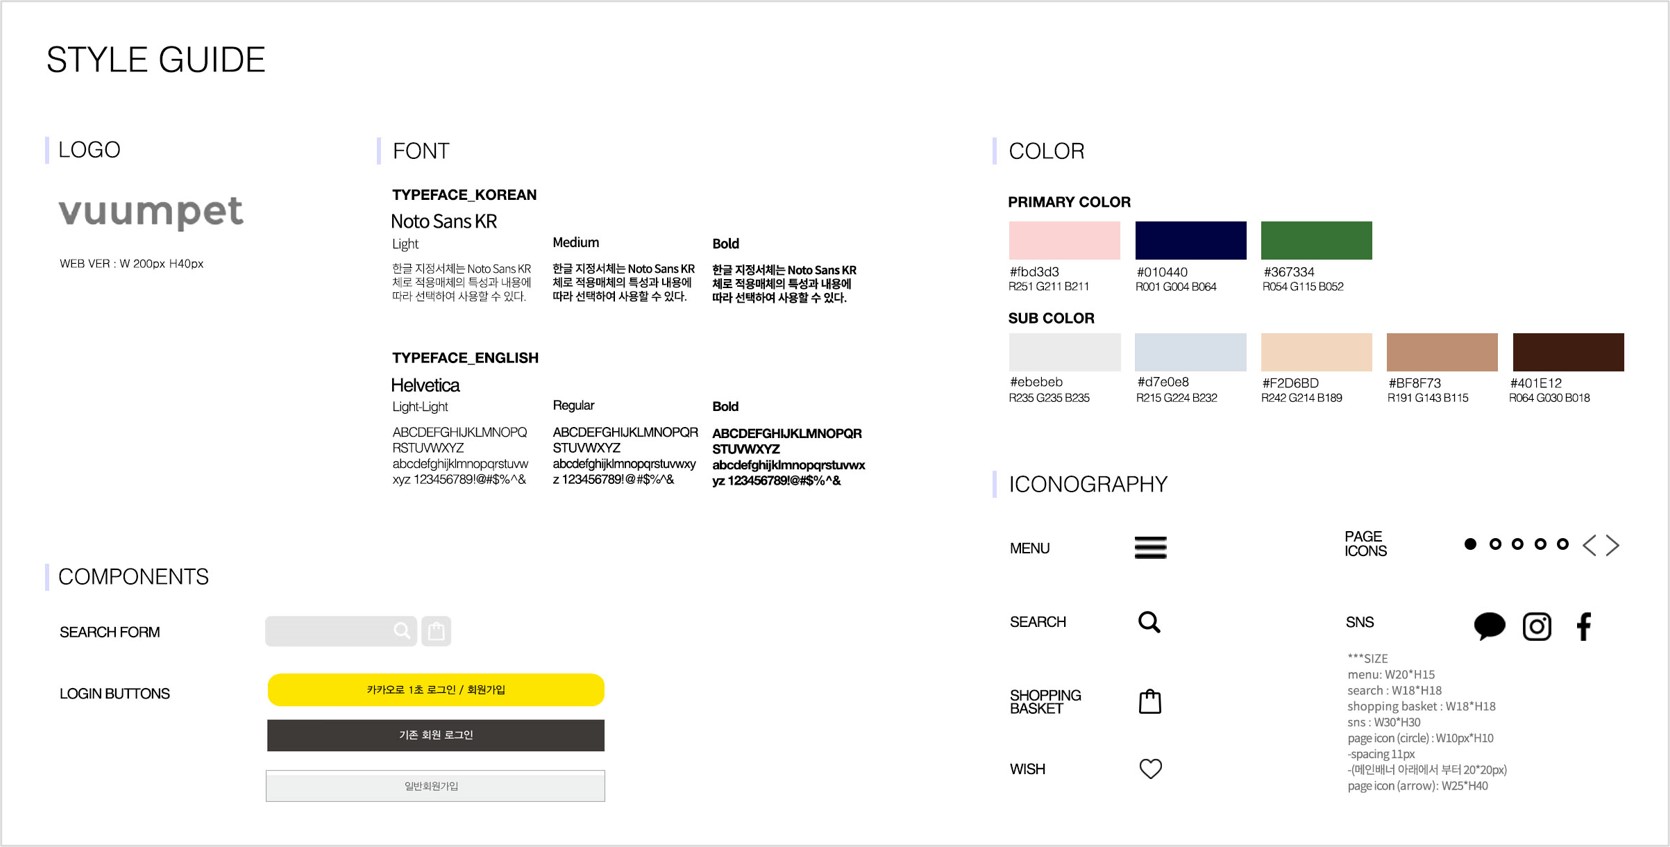 STYLE GUIDE
LOGO
vuumpet
WEB VER : W 200px H40px
FONT
TYPEFACE_KOREAN
Noto Sans KR
Light
한글 지정서체는 Noto Sans KR
체로 적용매체의 특성과 내용에
따라 선택하여 사용할 수 있다.
Medium
한글 지정서체는 Noto Sans KR
체로 적용매체의 특성과 내용에
따라 선택하여 사용할 수 있다.
Bold
한글 지정서체는 Noto Sans KR
체로 적용매체의 특성과 내용에
따라 선택하여 사용할 수 있다.
TYPEFACE_ENGLISH
Helvetica
Light-Light
ABCDEFGHIJKLMNOPQ
RSTUVWXYZ
abcdefghijklmnopqrstuvw
xyz 123456789!@#$%^&
Regular
ABCDEFGHIJKLMNOPQR
STUVWXYZ
abcdefghijklmnopqrstuvwxy
z 123456789!@#$%^&
Bold
ABCDEFGHIJKLMNOPQR
STUVWXYZ
abcdefghijklmnopqrstuvwx
yz 123456789!@#$%^&
COLOR
PRIMARY COLOR
#fbd3d3
R251 G211 B211
#010440
R001 G004 B064
#367334
R054 G115 B052
SUB COLOR
#ebebeb
R235 G235 B235
#d7e0e8
R215 G224 B232
#F2D6BD
R242 G214 B189
#BF8F73
R191 G143 B115
#401E12
R064 G030 B018
COMPONENTS
SEARCH FORM
LOGIN BUTTONS
카카오로 1초 로그인 / 회원가입
기존 회원 로그인
일반회원가입
ICONOGRAPHY
MENU
SEARCH
SHOPPING
BASKET
WISH
PAGE
ICONS
SNS
***SIZE
menu: W20*H15
search : W18*H18
shopping basket : W18*H18
sns : W30*H30
page icon (circle) : W10px*H10
-spacing 11px
-(메인배너 아래에서 부터 20*20px)
page icon (arrow): W25*H40